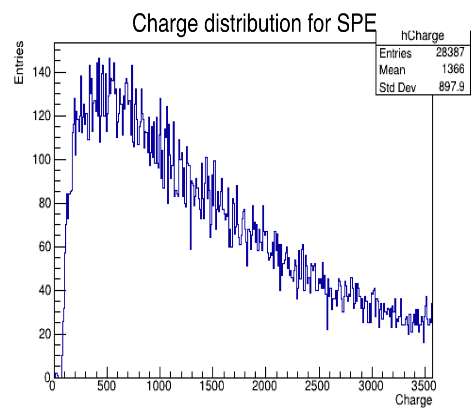 Charge distribution for SPE
hCharge
Entries 28387
Mean 1366
Std Dev 897.9
Entries
140
120
100
80
60
40
20
0
0 500 1000 1500 2000 2500 3000 3500
Charge